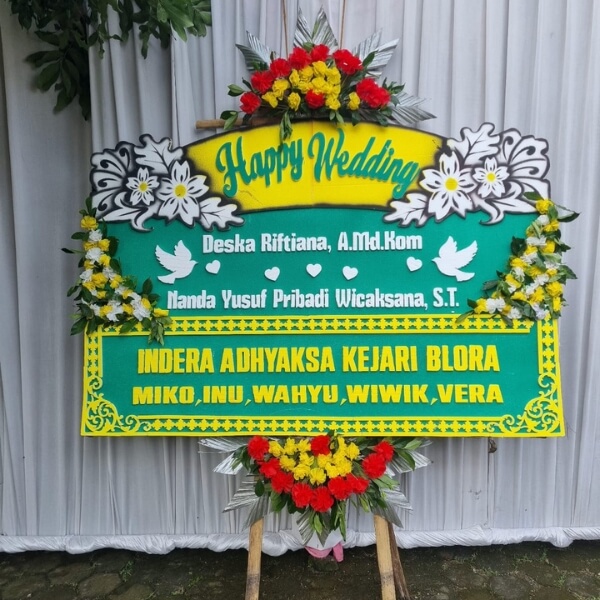 Happy Wedding
Deska Riftiana, A.Md.Kom
Nanda Yusuf Pribadi Wicaksana, S.T.
INDERA ADHYAKSA KEJARI BLORA
MIKO,INU,WAHYU,WIWIK,VERA